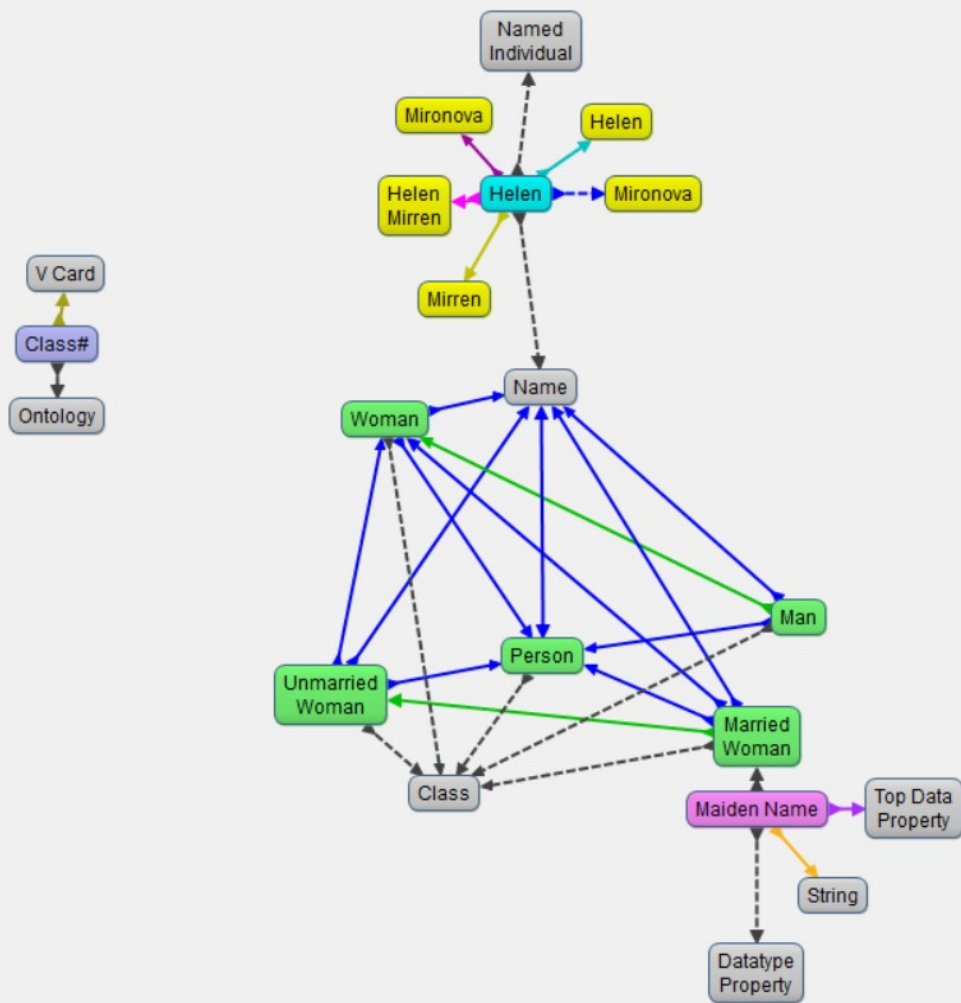 Named
Individual
Mironova
Helen
Helen
Mirren
Helen
Mironova
V Card
Mirren
Class#
Name
Ontology
Woman
Man
Person
Unmarried
Woman
Married
Woman
Class
Maiden Name
Top Data
Property
String
Datatype
Property